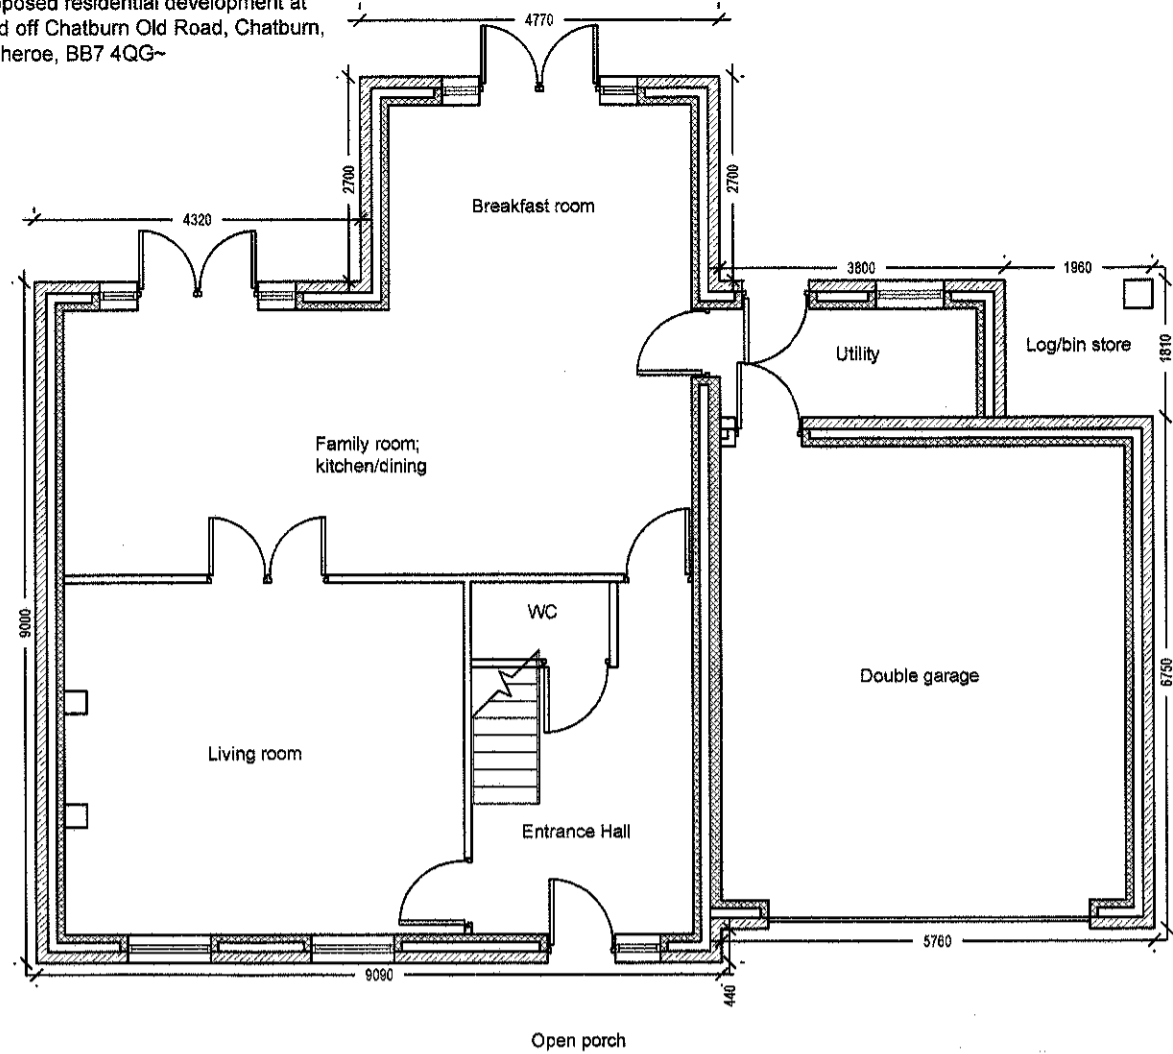 posed residential development at
d off Chatburn Old Road, Chatburn,
heroe, BB7 4QG~
4770
2700
2700
Breakfast room
4320
3800
1960
Utility
Log/bin store
1810
Family room;
kitchen/dining
9000
WC
Double garage
6750
Living room
Entrance Hall
5760
9090
440
Open porch